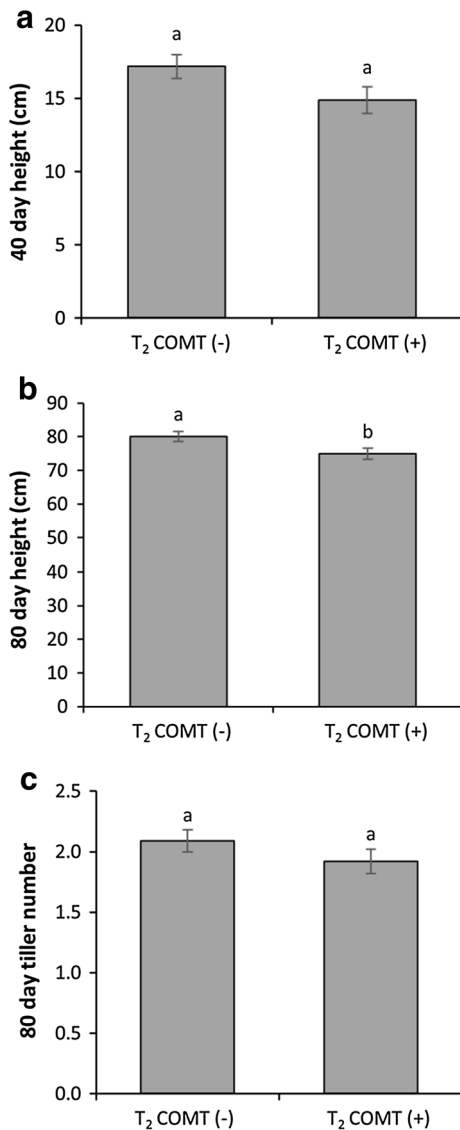 a
40 day height (cm)
20
15
10
5
0
a
a
T₂ COMT (-)
T₂ COMT (+)
b
80 day height (cm)
90
80
70
60
50
40
30
20
10
0
a
b
T₂ COMT (-)
T₂ COMT (+)
c
80 day tiller number
2.5
2.0
1.5
1.0
0.5
0.0
a
a
T₂ COMT (-)
T₂ COMT (+)